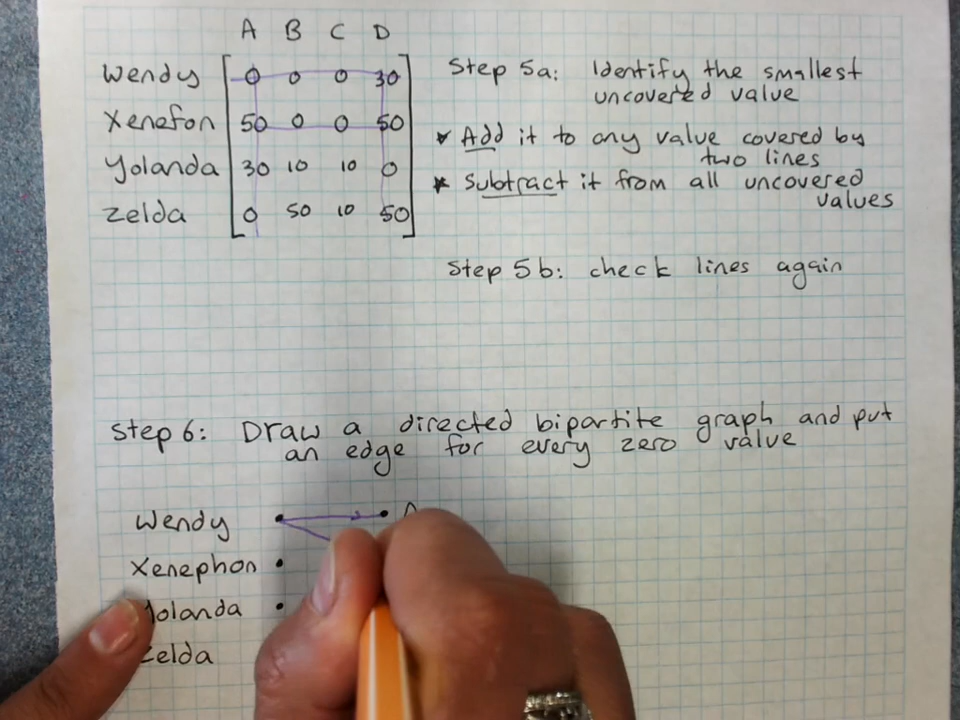 A B C D
Wendy 0 0 0 30
Xenefon 50 0 0 50
Yolanda 30 10 10 0
Zelda 0 50 10 50
Step 5a: Identify the smallest
uncovered value
* Add it to any value covered by
two lines
* Subtract it from all uncovered
values
Step 5b: check lines again
Step 6: Draw a directed bipartite graph and put
an edge for every zero value
Wendy
Xenephon
Yolanda
Zelda